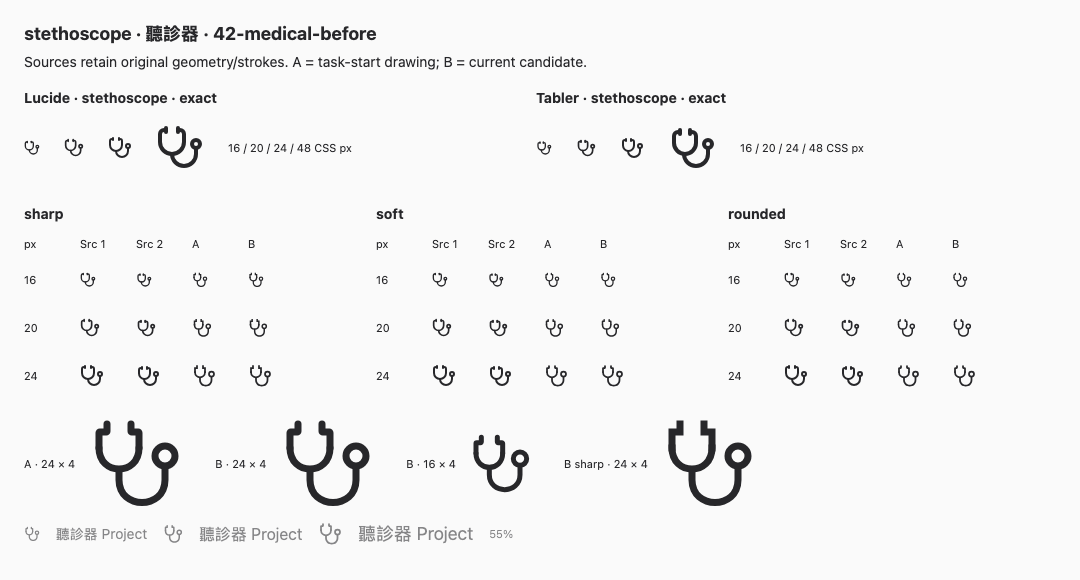 stethoscope · 聽診器 · 42-medical-before
Sources retain original geometry/strokes. A = task-start drawing; B = current candidate.
Lucide · stethoscope · exact
16 / 20 / 24 / 48 CSS px
Tabler · stethoscope · exact
16 / 20 / 24 / 48 CSS px
sharp
px Src 1 Src 2 A B
16
20
24
soft
px Src 1 Src 2 A B
16
20
24
rounded
px Src 1 Src 2 A B
16
20
24
A · 24 × 4
B · 24 × 4
B · 16 × 4
B sharp · 24 × 4
聽診器 Project 聽診器 Project 聽診器 Project 55%